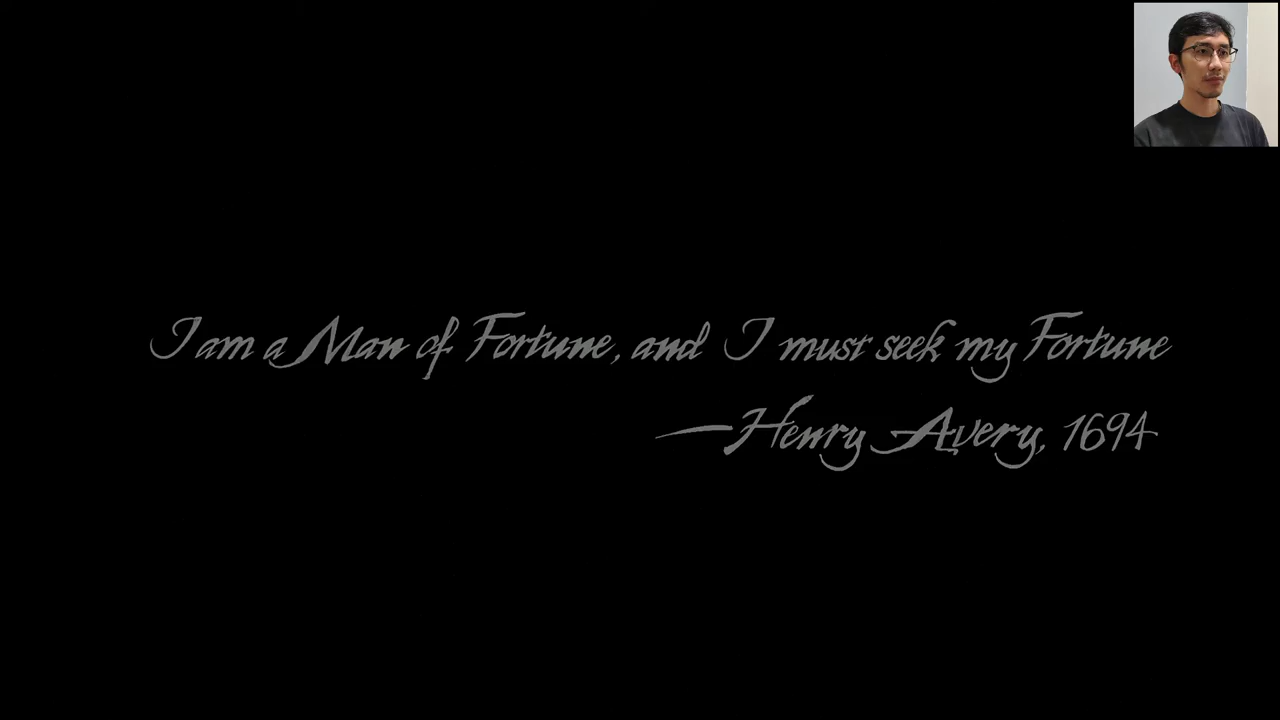 I am a Man of Fortune, and I must seek my Fortune
—Henry Avery, 1694